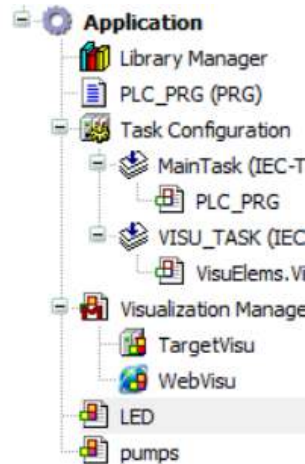 Application
Library Manager
PLC_PRG (PRG)
Task Configuration
MainTask (IEC-T
PLC_PRG
VISU_TASK (IEC
VisuElems.Vi
Visualization Manage
TargetVisu
WebVisu
LED
pumps